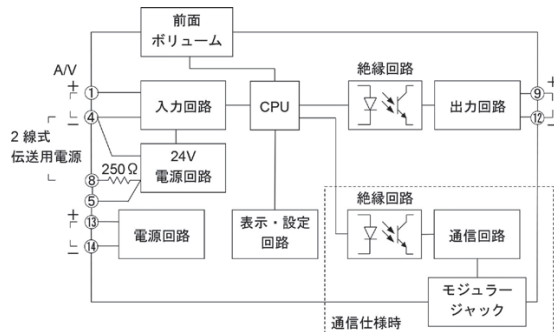 前面
ボリューム
A/V
絶縁回路
+
①
入力回路
CPU
出力回路
⑨
+
−
④
⑫
−
2線式
伝送用電源
24V
電源回路
250Ω
⑧
⑤
+
⑬
電源回路
表示・設定
回路
絶縁回路
通信回路
−
⑭
モジュラー
ジャック
通信仕様時